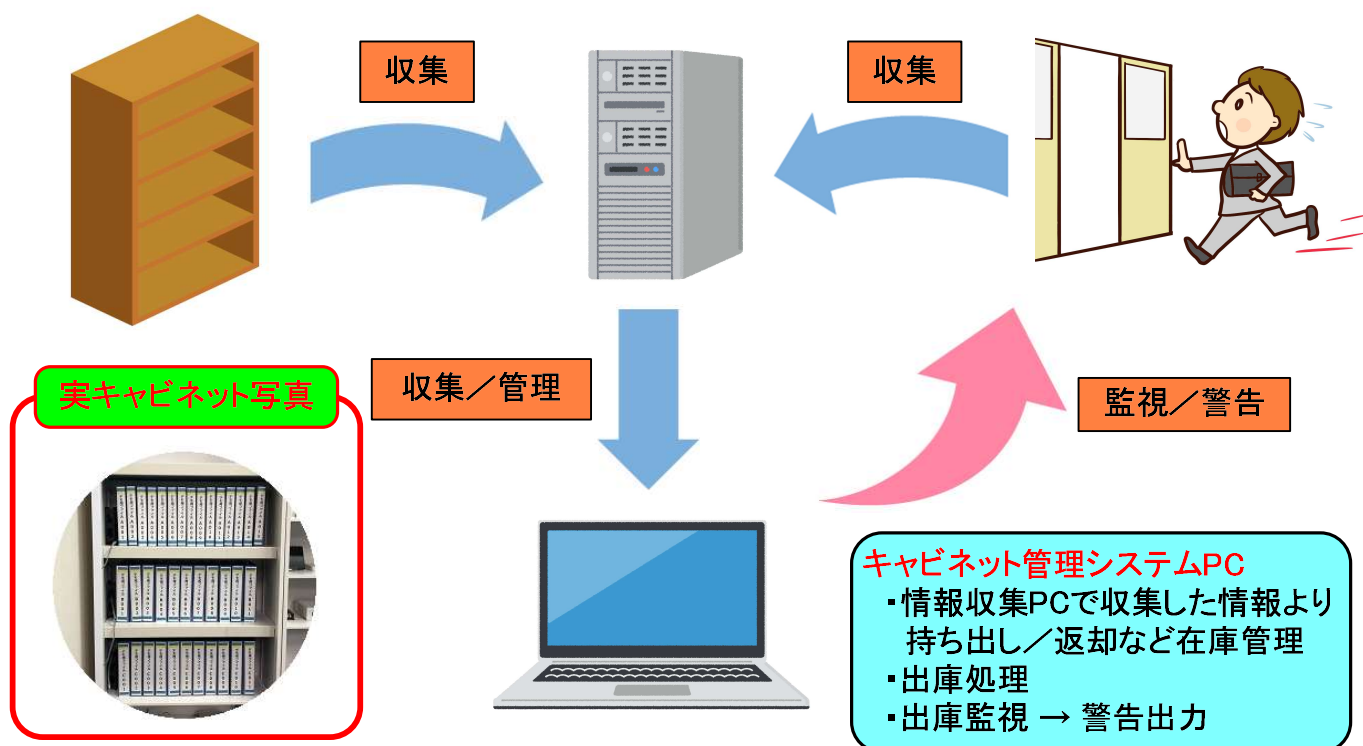 収集
収集
実キャビネット写真
収集／管理
監視／警告
キャビネット管理システムPC
・情報収集PCで収集した情報より
持ち出し／返却など在庫管理
・出庫処理
・出庫監視 → 警告出力